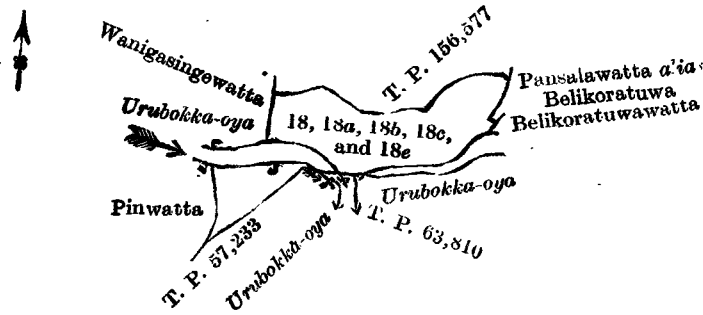 Wanigasingewatta
T. P. 156,577
Urubokka-oya
Pansalawatta a'ia
Belikoratuwa
Belikoratuwawatta
18, 18a, 18b, 18c,
and 18e
Pinwatta
Urubokka-oya
T. P. 57,233
Urubokka-oya
T. P. 63,810